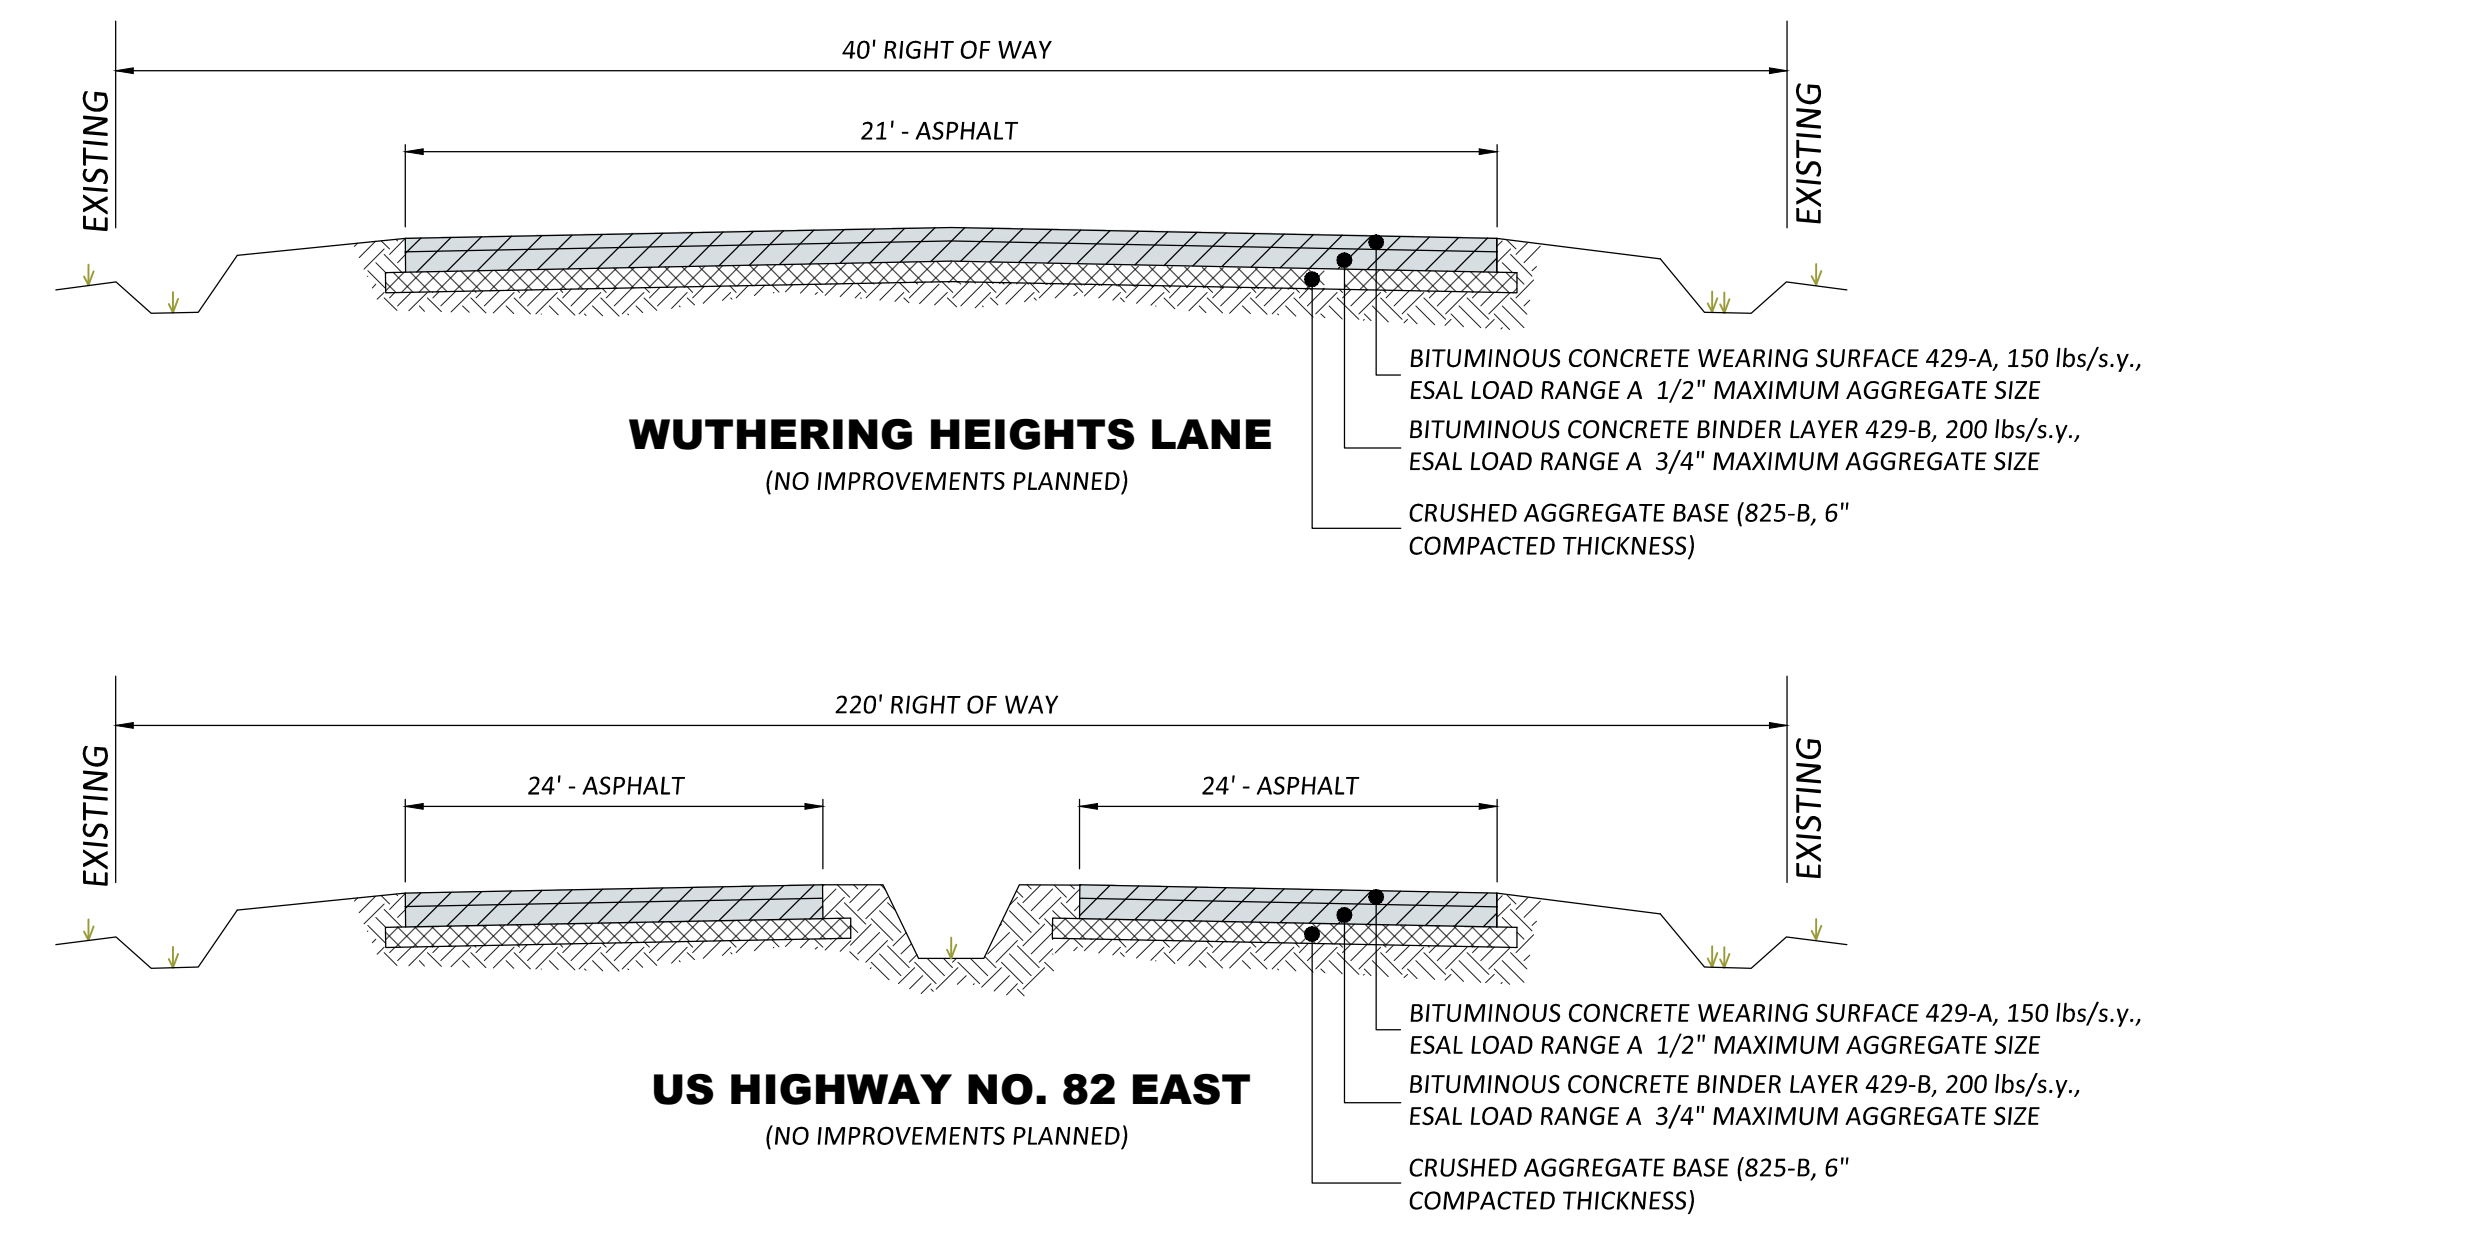 40' RIGHT OF WAY
EXISTING
EXISTING
21' - ASPHALT
BITUMINOUS CONCRETE WEARING SURFACE 429-A, 150 lbs/s.y.,
ESAL LOAD RANGE A 1/2" MAXIMUM AGGREGATE SIZE
BITUMINOUS CONCRETE BINDER LAYER 429-B, 200 lbs/s.y.,
ESAL LOAD RANGE A 3/4" MAXIMUM AGGREGATE SIZE
CRUSHED AGGREGATE BASE (825-B, 6"
COMPACTED THICKNESS)
WUTHERING HEIGHTS LANE
(NO IMPROVEMENTS PLANNED)
220' RIGHT OF WAY
EXISTING
EXISTING
24' - ASPHALT
24' - ASPHALT
BITUMINOUS CONCRETE WEARING SURFACE 429-A, 150 lbs/s.y.,
ESAL LOAD RANGE A 1/2" MAXIMUM AGGREGATE SIZE
BITUMINOUS CONCRETE BINDER LAYER 429-B, 200 lbs/s.y.,
ESAL LOAD RANGE A 3/4" MAXIMUM AGGREGATE SIZE
CRUSHED AGGREGATE BASE (825-B, 6"
COMPACTED THICKNESS)
US HIGHWAY NO. 82 EAST
(NO IMPROVEMENTS PLANNED)